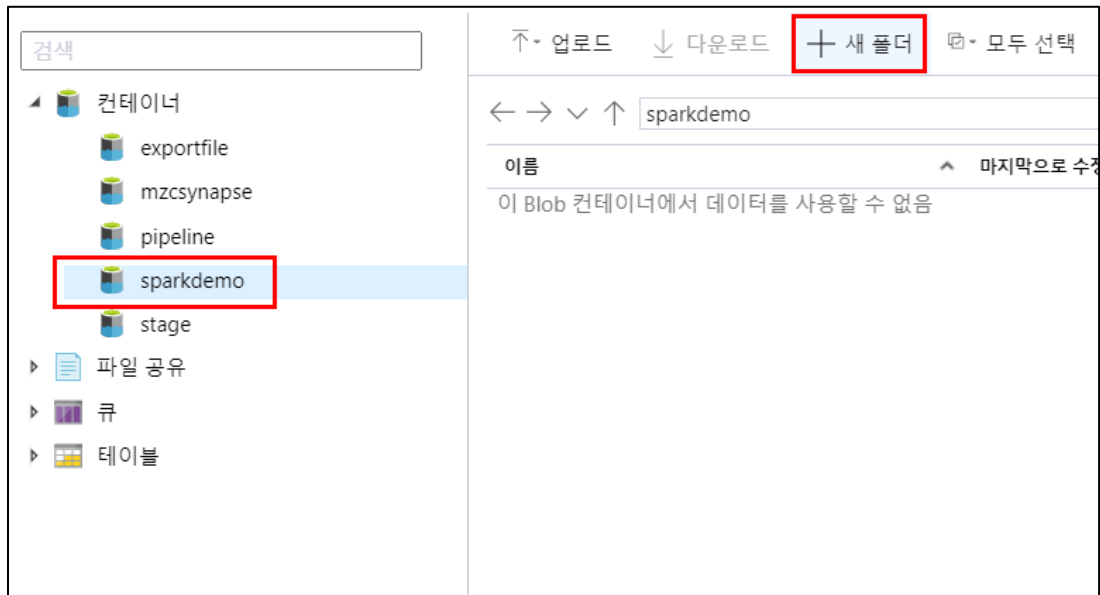 검색
컨테이너
exportfile
mzcsynapse
pipeline
sparkdemo
stage
파일 공유
큐
테이블
업로드 다운로드 새 폴더 모두 선택
sparkdemo
이름 마지막으로 수정
이 Blob 컨테이너에서 데이터를 사용할 수 없음